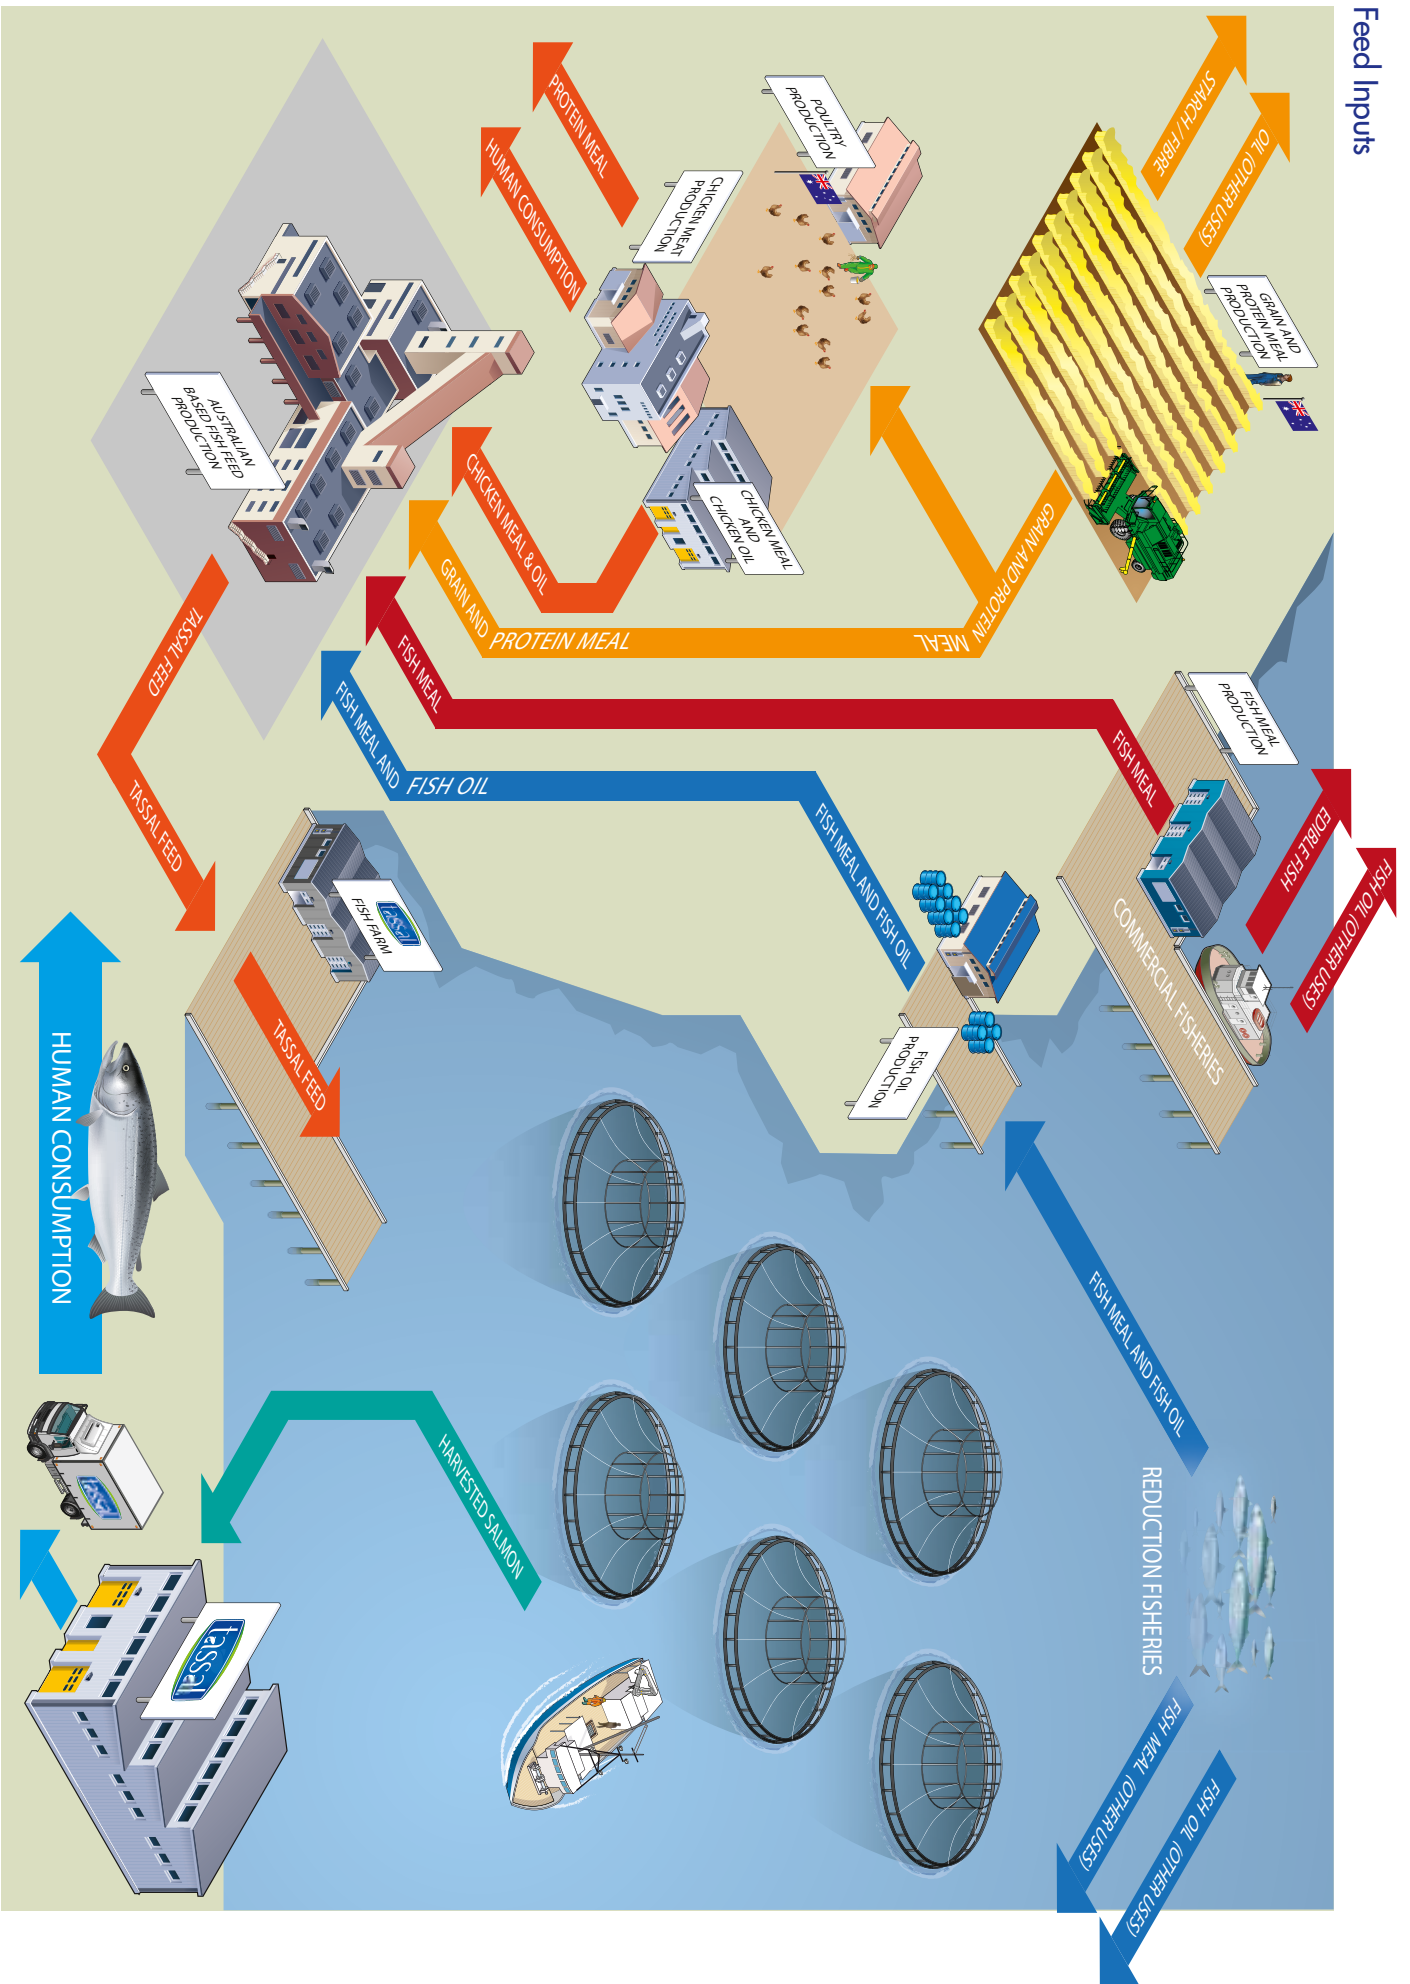 Feed Inputs
STARCH / FIBRE
OIL (OTHER USES)
GRAIN AND
PROTEIN MEAL
PRODUCTION
POULTRY
PRODUCTION
PROTEIN MEAL
HUMAN CONSUMPTION
CHICKEN MEAT
PRODUCTION
CHICKEN MEAL
AND
CHICKEN OIL
GRAIN AND PROTEIN
MEAL
GRAIN AND
PROTEIN MEAL
CHICKEN MEAL & OIL
AUSTRALIAN
BASED FISH FEED
PRODUCTION
FISH MEAL
PRODUCTION
FISH MEAL
FISH MEAL
EDIBLE FISH
FISH OIL (OTHER USES)
COMMERCIAL FISHERIES
FISH MEAL AND
FISH OIL
FISH MEAL AND FISH OIL
FISH OIL
PRODUCTION
TASSAL FEED
TASSAL FEED
tassal
FISH FARM
TASSAL FEED
FISH MEAL AND FISH OIL
REDUCTION FISHERIES
FISH MEAL (OTHER USES)
FISH OIL (OTHER USES)
HARVESTED SALMON
HUMAN CONSUMPTION
tassal
tassal